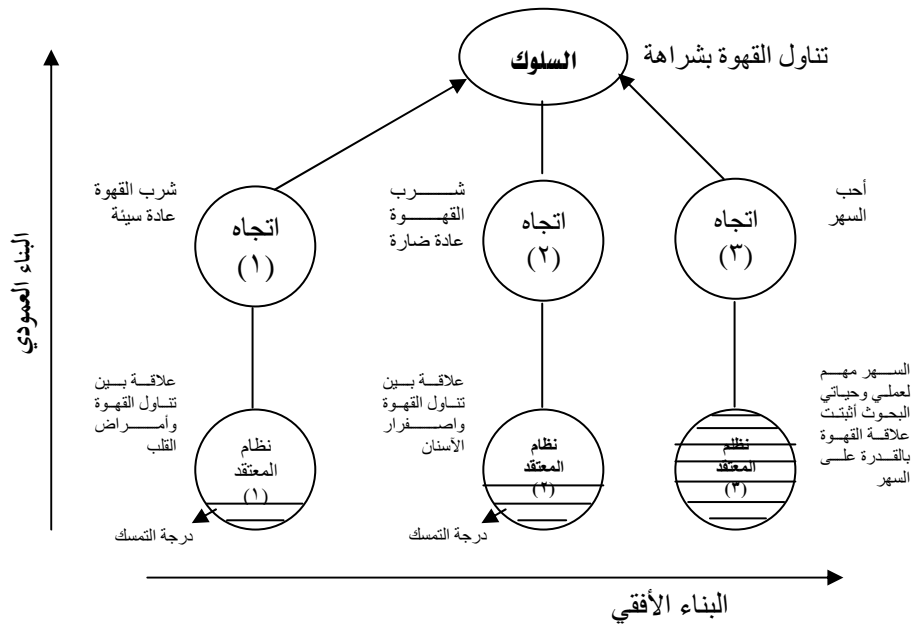 السلوك
تناول القهوة بشراهة
أحب
السهر
اتجاه
(٣)
شرب
القهوة
عادة ضارة
اتجاه
(٢)
شرب القهوة
عادة سيئة
اتجاه
(١)
البناء العمودي
السهر مهم
لعملي وحياتي
البحوث أثبتت
علاقة القهوة
بالقدرة على
السهر
نظام
المعتقد
(٣)
علاقة بين
تناول القهوة
واصفرار
الآسنان
نظام
المعتقد
(٢)
درجة التمسك
علاقة بين
تناول القهوة
وأمراض
القلب
نظام
المعتقد
(١)
درجة التمسك
البناء الأفقي